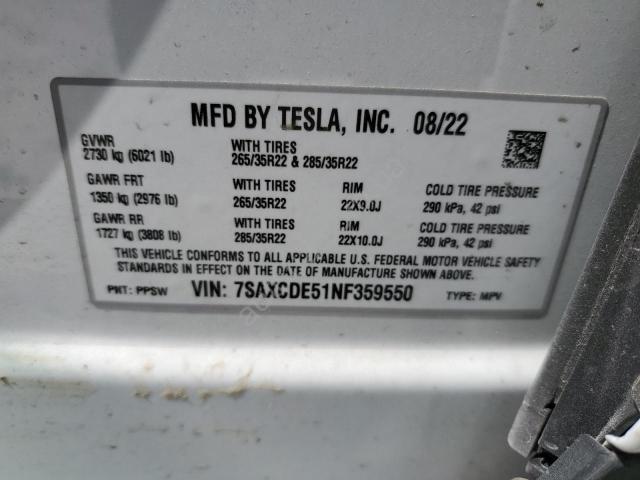 MFD BY TESLA, INC. 08/22
GVWR
2730 kg (6021 lb)
WITH TIRES
265/35R22 & 285/35R22
GAWR FRT
1350 kg (2976 lb)
WITH TIRES
265/35R22
RIM
22X9.0J
COLD TIRE PRESSURE
290 kPa, 42 psi
GAWR RR
1727 kg (3808 lb)
WITH TIRES
285/35R22
RIM
22X10.0J
COLD TIRE PRESSURE
290 kPa, 42 psi
THIS VEHICLE CONFORMS TO ALL APPLICABLE U.S. FEDERAL MOTOR VEHICLE SAFETY
STANDARDS IN EFFECT ON THE DATE OF MANUFACTURE SHOWN ABOVE.
PNT: PPSW
VIN: 7SAXCDE51NF359550
TYPE: MPV